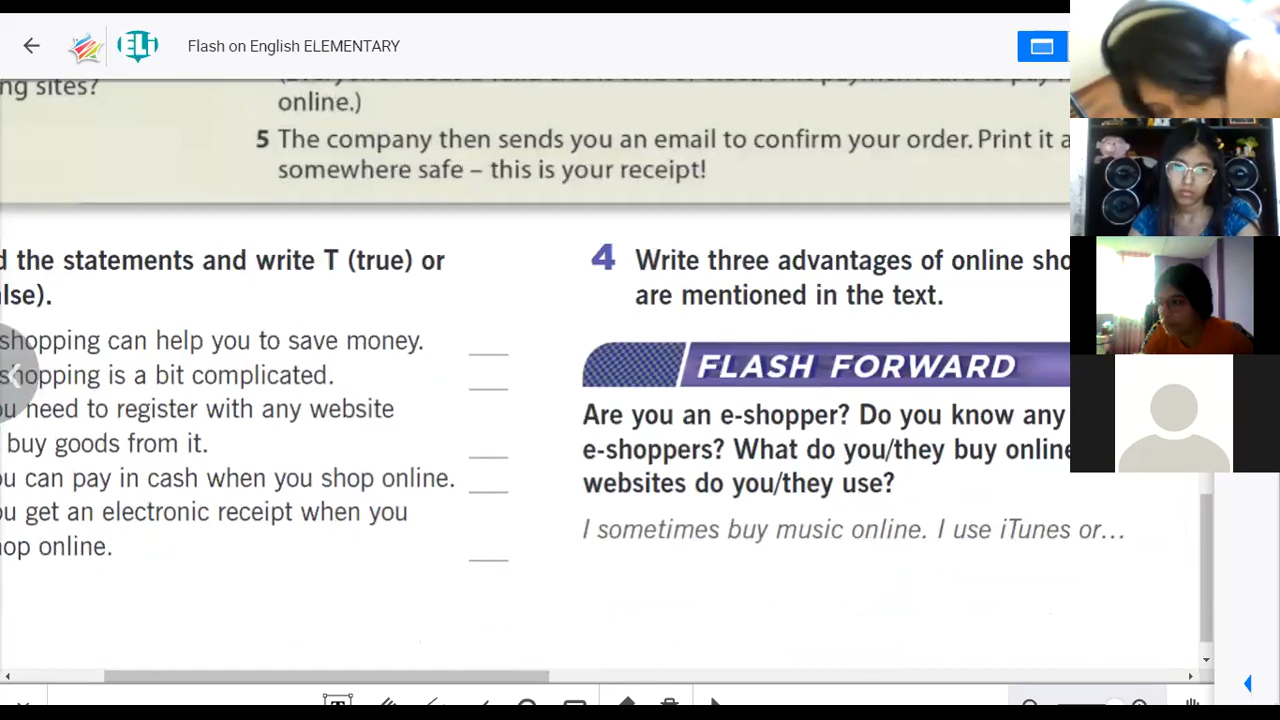 Flash on English ELEMENTARY
ELi
ng sites?
online.)
5 The company then sends you an email to confirm your order. Print it a
somewhere safe – this is your receipt!
d the statements and write T (true) or
lse).
shopping can help you to save money.
shopping is a bit complicated.
ou need to register with any website
buy goods from it.
ou can pay in cash when you shop online.
ou get an electronic receipt when you
hop online.
4 Write three advantages of online sho
are mentioned in the text.
FLASH FORWARD
Are you an e-shopper? Do you know any
e-shoppers? What do you/they buy online
websites do you/they use?
I sometimes buy music online. I use iTunes or…